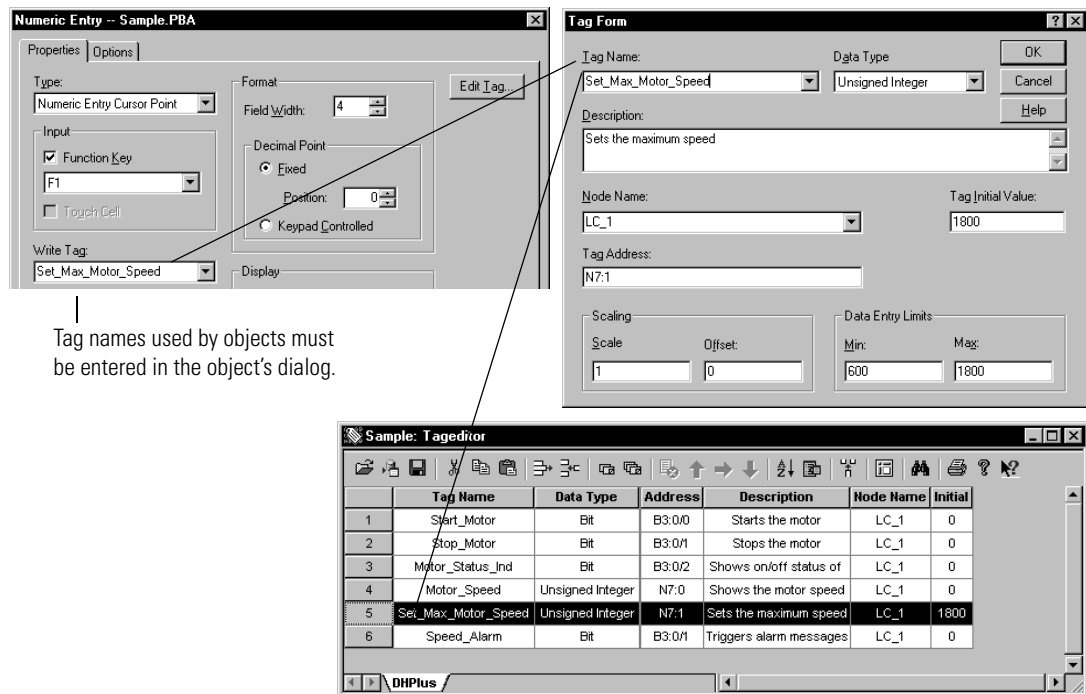 Numeric Entry -- Sample.PBA
Properties
Options
Type:
Numeric Entry Cursor Point
Input
Function Key
F1
Touch Cell
Write Tag:
Set_Max_Motor_Speed
Format
Field Width:
4
Decimal Point
Fixed
Position:
0
Keypad Controlled
Display
Edit Tag...
Tag names used by objects must
be entered in the object's dialog.
Tag Form
Tag Name:
Set_Max_Motor_Speed
Data Type
Unsigned Integer
OK
Cancel
Help
Description:
Sets the maximum speed
Node Name:
LC_1
Tag Initial Value:
1800
Tag Address:
N7:1
Scaling
Scale
Offset:
1
0
Data Entry Limits
Min:
Max:
600
1800
Sample: Tageditor
Tag Name Data Type Address Description Node Name Initial
1 Start_Motor Bit B3:0/0 Starts the motor LC_1 0
2 Stop_Motor Bit B3:0/1 Stops the motor LC_1 0
3 Motor_Status_Ind Bit B3:0/2 Shows on/off status of LC_1 0
4 Motor_Speed Unsigned Integer N7:0 Shows the motor speed LC_1 0
5 Set_Max_Motor_Speed Unsigned Integer N7:1 Sets the maximum speed LC_1 1800
6 Speed_Alarm Bit B3:0/1 Triggers alarm messages LC_1 0
DHPlus